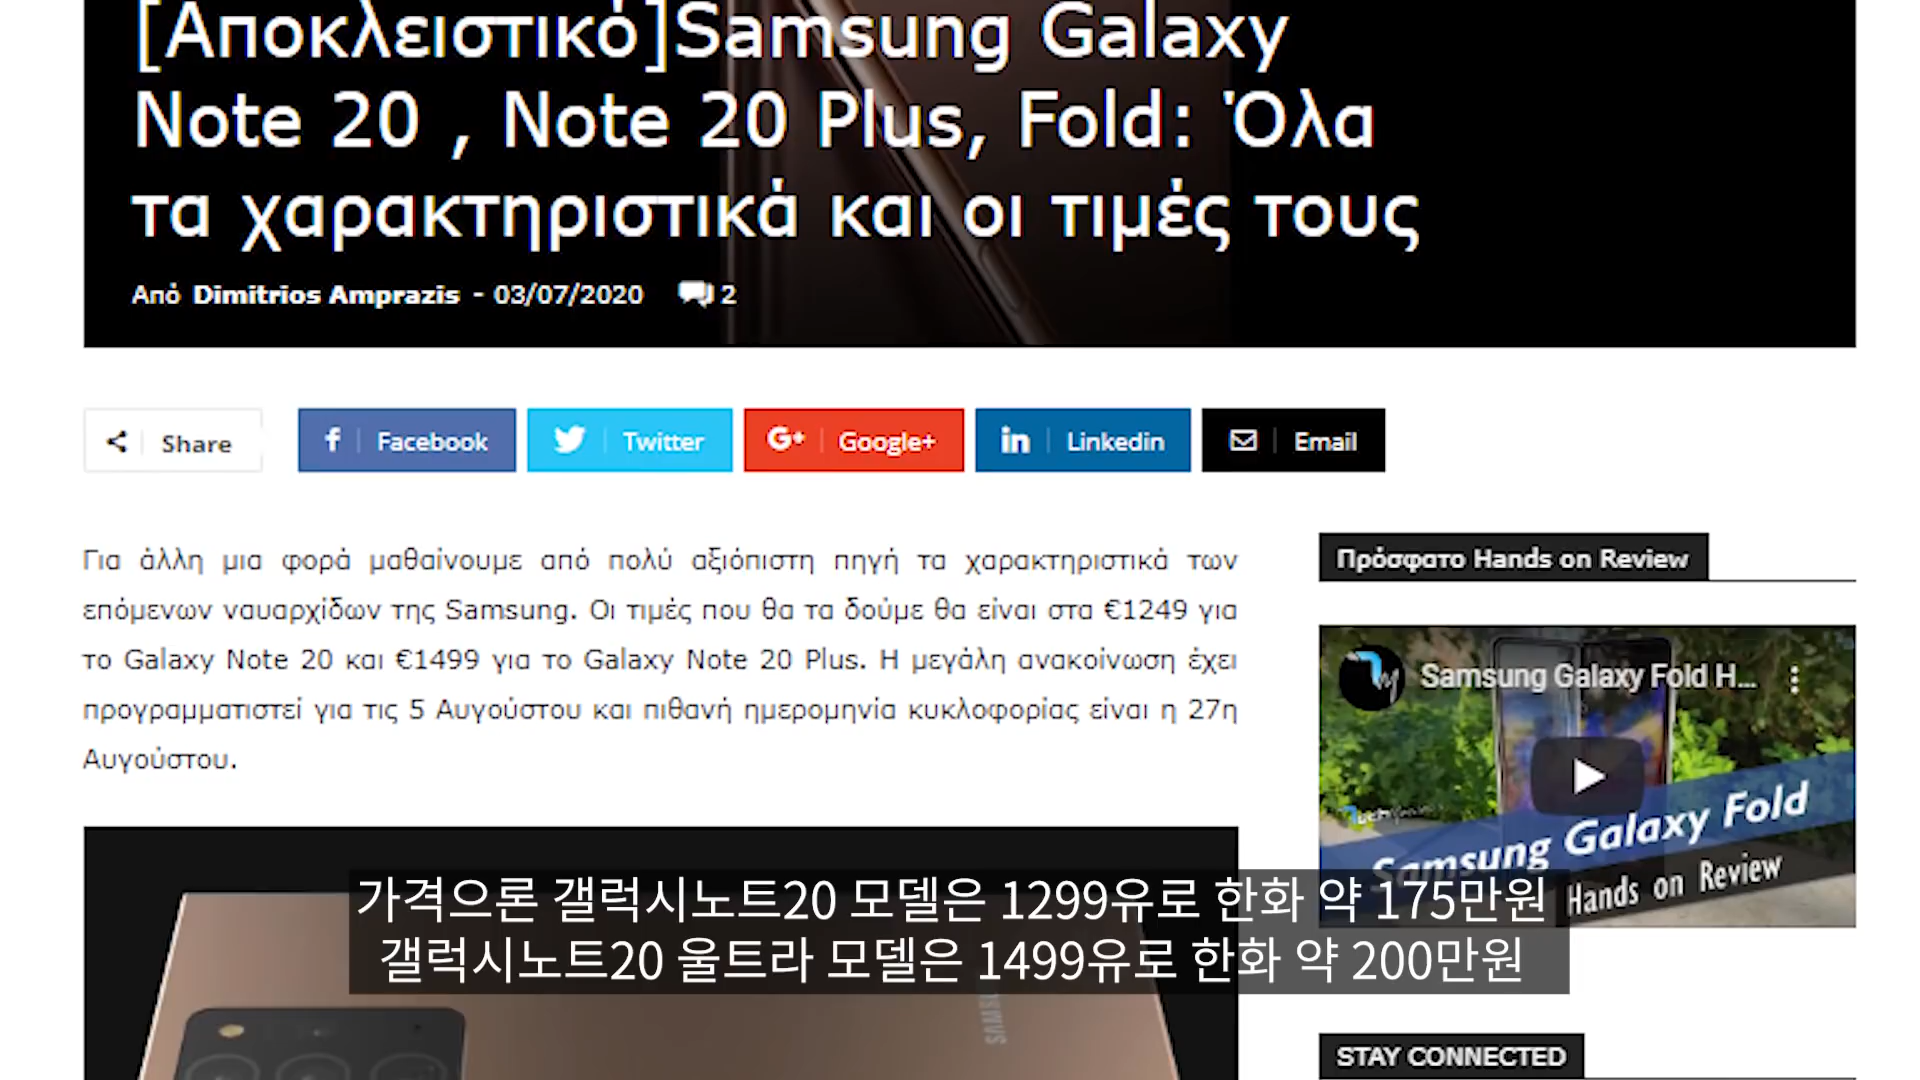 [Αποκλειστικό]Samsung Galaxy
Note 20 , Note 20 Plus, Fold: Όλα
τα χαρακτηριστικά και οι τιμές τους
Από Dimitrios Amprazis - 03/07/2020 2
Share Facebook Twitter G+ Google+ in Linkedin Email
Για άλλη μια φορά μαθαίνουμε από πολύ αξιόπιστη πηγή τα χαρακτηριστικά των
επόμενων ναυαρχίδων της Samsung. Οι τιμές που θα τα δούμε θα είναι στα €1249 για
το Galaxy Note 20 και €1499 για το Galaxy Note 20 Plus. Η μεγάλη ανακοίνωση έχει
προγραμματιστεί για τις 5 Αυγούστου και πιθανή ημερομηνία κυκλοφορίας είναι η 27η
Αυγούστου.
Πρόσφατο Hands on Review
Samsung Galaxy Fold H...
Samsung Galaxy Fold
Hands on Review
가격으론 갤럭시노트20 모델은 1299유로 한화 약 175만원
갤럭시노트20 울트라 모델은 1499유로 한화 약 200만원
SAMSU
STAY CONNECTED